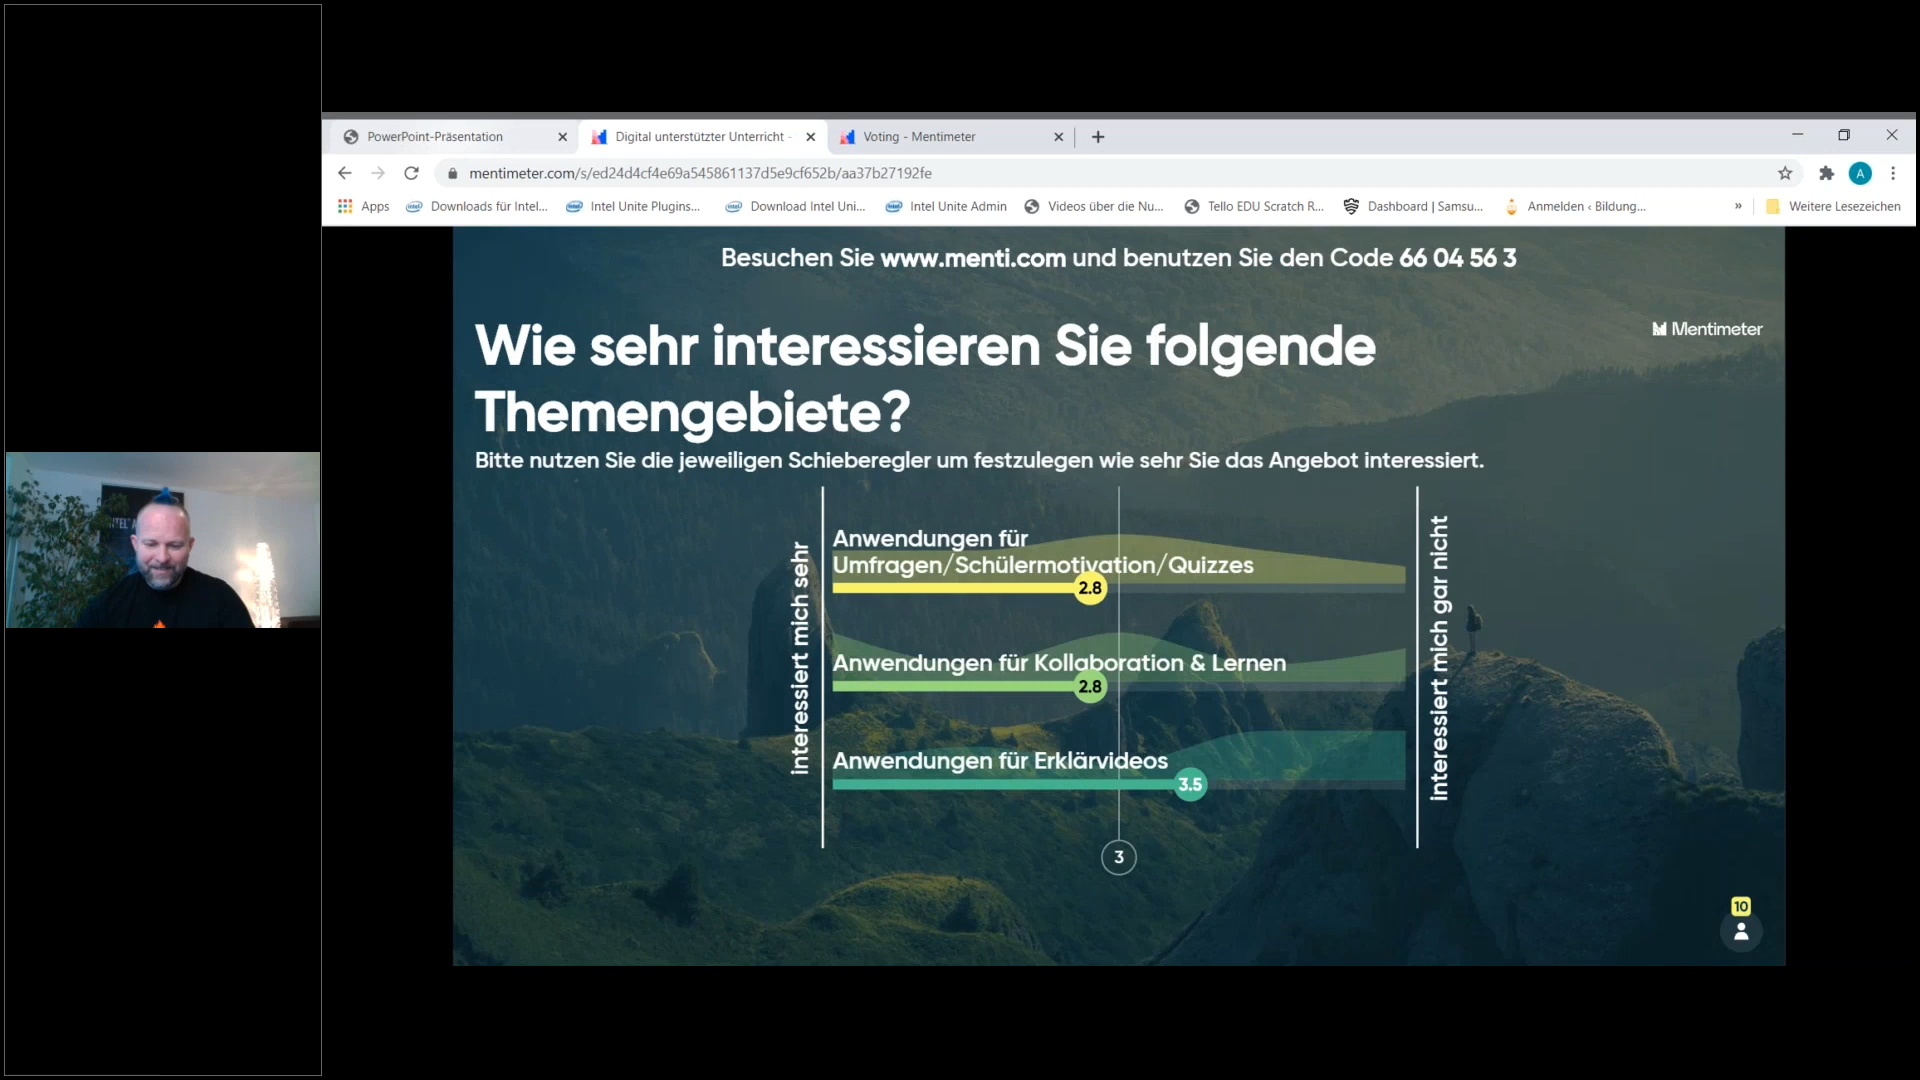 PowerPoint-Präsentation
Digital unterstützter Unterricht -
Voting - Mentimeter
mentimeter.com/s/ed24d4cf4e69a545861137d5e9cf652b/aa37b27192fe
A
Apps
Downloads für Intel...
Intel Unite Plugins...
Download Intel Uni...
Intel Unite Admin
Videos über die Nu...
Tello EDU Scratch R...
Dashboard | Samsu...
Anmelden ‹ Bildung...
»
Weitere Lesezeichen
Besuchen Sie www.menti.com und benutzen Sie den Code 66 04 56 3
Mentimeter
Wie sehr interessieren Sie folgende
Themengebiete?
Bitte nutzen Sie die jeweiligen Schieberegler um festzulegen wie sehr Sie das Angebot interessiert.
interessiert mich sehr
Anwendungen für
Umfragen/Schülermotivation/Quizzes
2.8
Anwendungen für Kollaboration & Lernen
2.8
Anwendungen für Erklärvideos
3.5
3
interessiert mich gar nicht
10